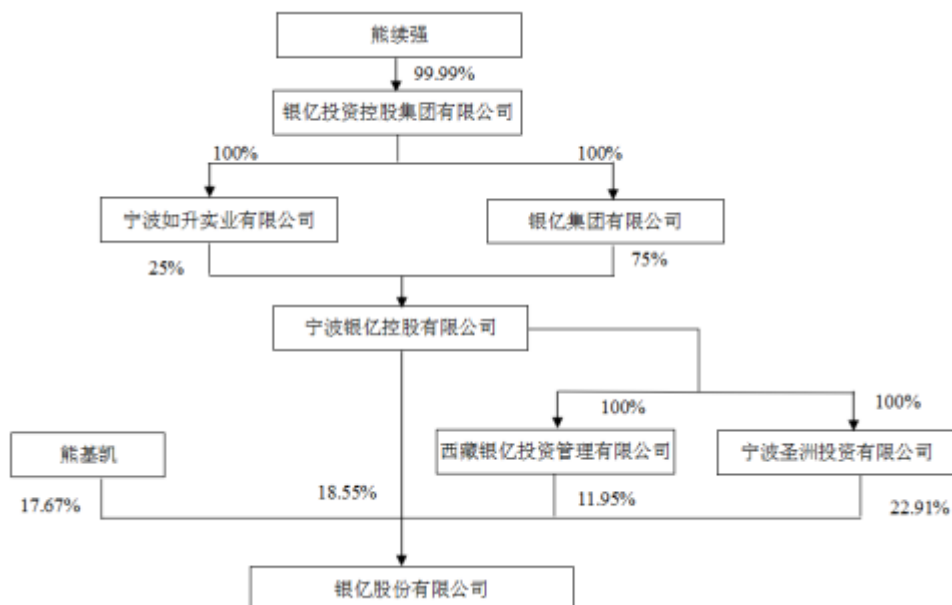 熊续强
99.99%
银亿投资控股集团有限公司
100%
100%
宁波如升实业有限公司
银亿集团有限公司
25%
75%
宁波银亿控股有限公司
100%
100%
熊基凯
西藏银亿投资管理有限公司
宁波圣洲投资有限公司
17.67%
18.55%
11.95%
22.91%
银亿股份有限公司